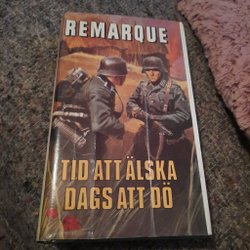 REMARQUE
TID ATT ÄLSKA
DAGS ATT DÖ